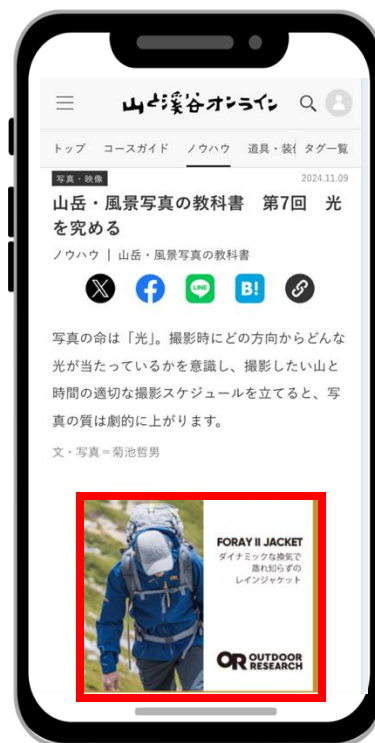 山と溪谷オンライン
トップ コースガイド ノウハウ 道具・装備 タグ一覧
写真・映像 2024.11.09
山岳・風景写真の教科書 第7回 光
を究める
ノウハウ | 山岳・風景写真の教科書
X f LINE B! 
写真の命は「光」。撮影時にどの方向からどんな
光が当たっているかを意識し、撮影したい山と
時間の適切な撮影スケジュールを立てると、写
真の質は劇的に上がります。
文・写真＝菊池哲男
FORAY II JACKET
ダイナミックな換気で
蒸れ知らずの
レインジャケット
OR OUTDOOR
RESEARCH